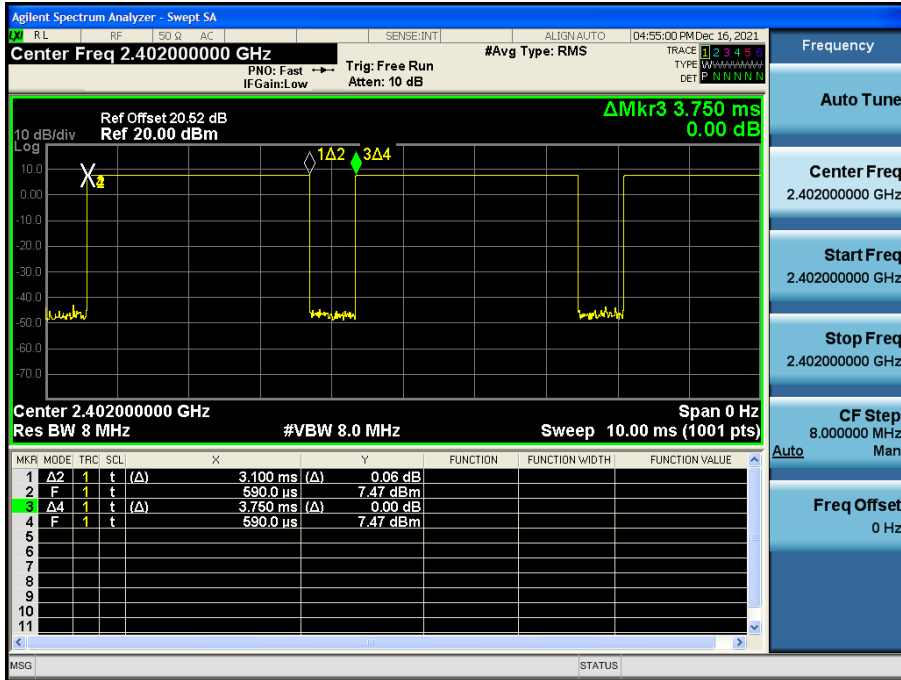 Agilent Spectrum Analyzer - Swept SA
LXI RL RF 50 Ω AC SENSE:INT ALIGN AUTO 04:55:00 PM Dec 16, 2021
Center Freq 2.402000000 GHz #Avg Type: RMS TRACE 1 2 3 4 5 6
PNO: Fast Trig: Free Run TYPE WWWWWW
IFGain:Low Atten: 10 dB DET P N N N N N
Frequency
Auto Tune
Center Freq
2.402000000 GHz
Start Freq
2.402000000 GHz
Stop Freq
2.402000000 GHz
CF Step
8.000000 MHz
Auto Man
Freq Offset
0 Hz
ΔMkr3 3.750 ms
0.00 dB
Ref Offset 20.52 dB
10 dB/div Ref 20.00 dBm
Log
1Δ2 3Δ4
10.0
0.00
-10.0
-20.0
-30.0
-40.0
-50.0
-60.0
-70.0
Center 2.402000000 GHz Span 0 Hz
Res BW 8 MHz #VBW 8.0 MHz Sweep 10.00 ms (1001 pts)
MKR MODE TRC SCL X Y FUNCTION FUNCTION WIDTH FUNCTION VALUE
1 Δ2 1 t (Δ) 3.100 ms (Δ) 0.06 dB
2 F 1 t 590.0 µs 7.47 dBm
3 Δ4 1 t (Δ) 3.750 ms (Δ) 0.00 dB
4 F 1 t 590.0 µs 7.47 dBm
5
6
7
8
9
10
11
MSG STATUS